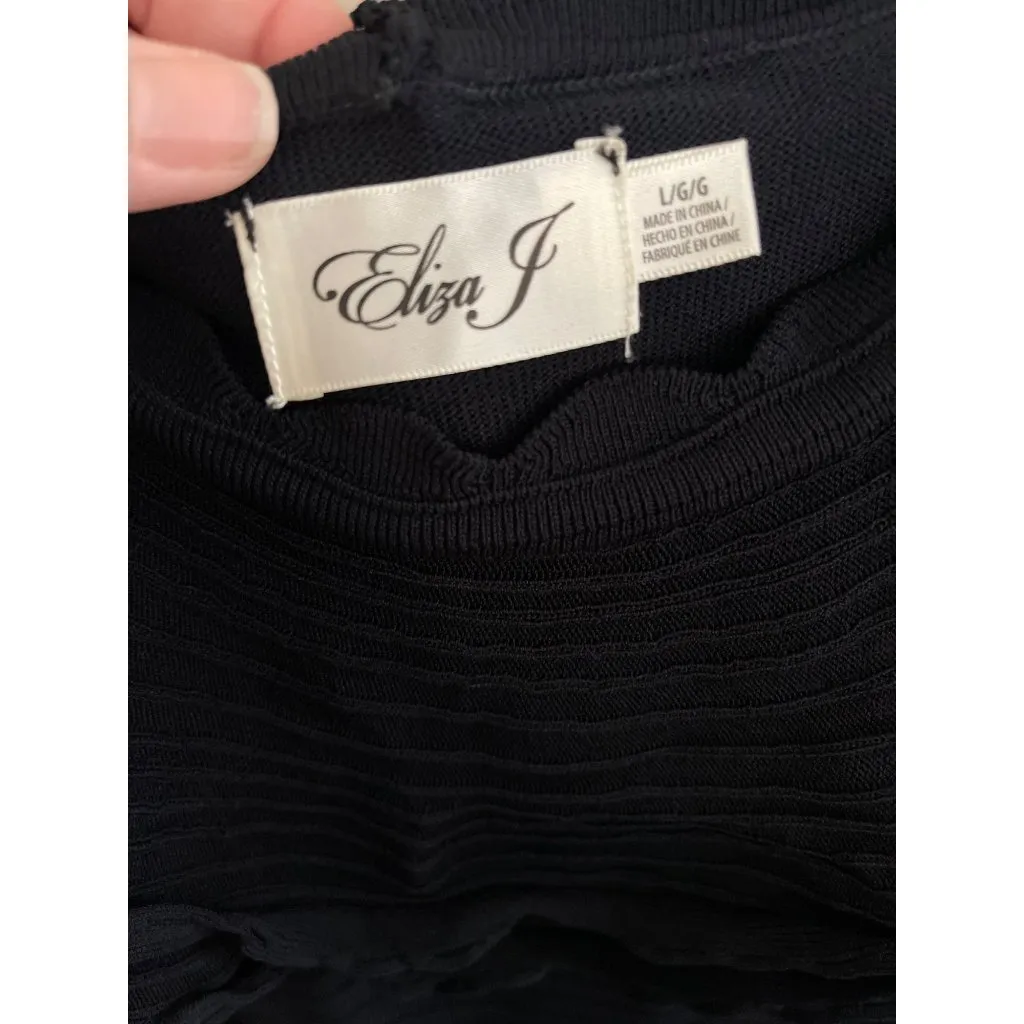 Eliza J
L/G/G
MADE IN CHINA /
HECHO EN CHINA /
FABRIQUÉ EN CHINE